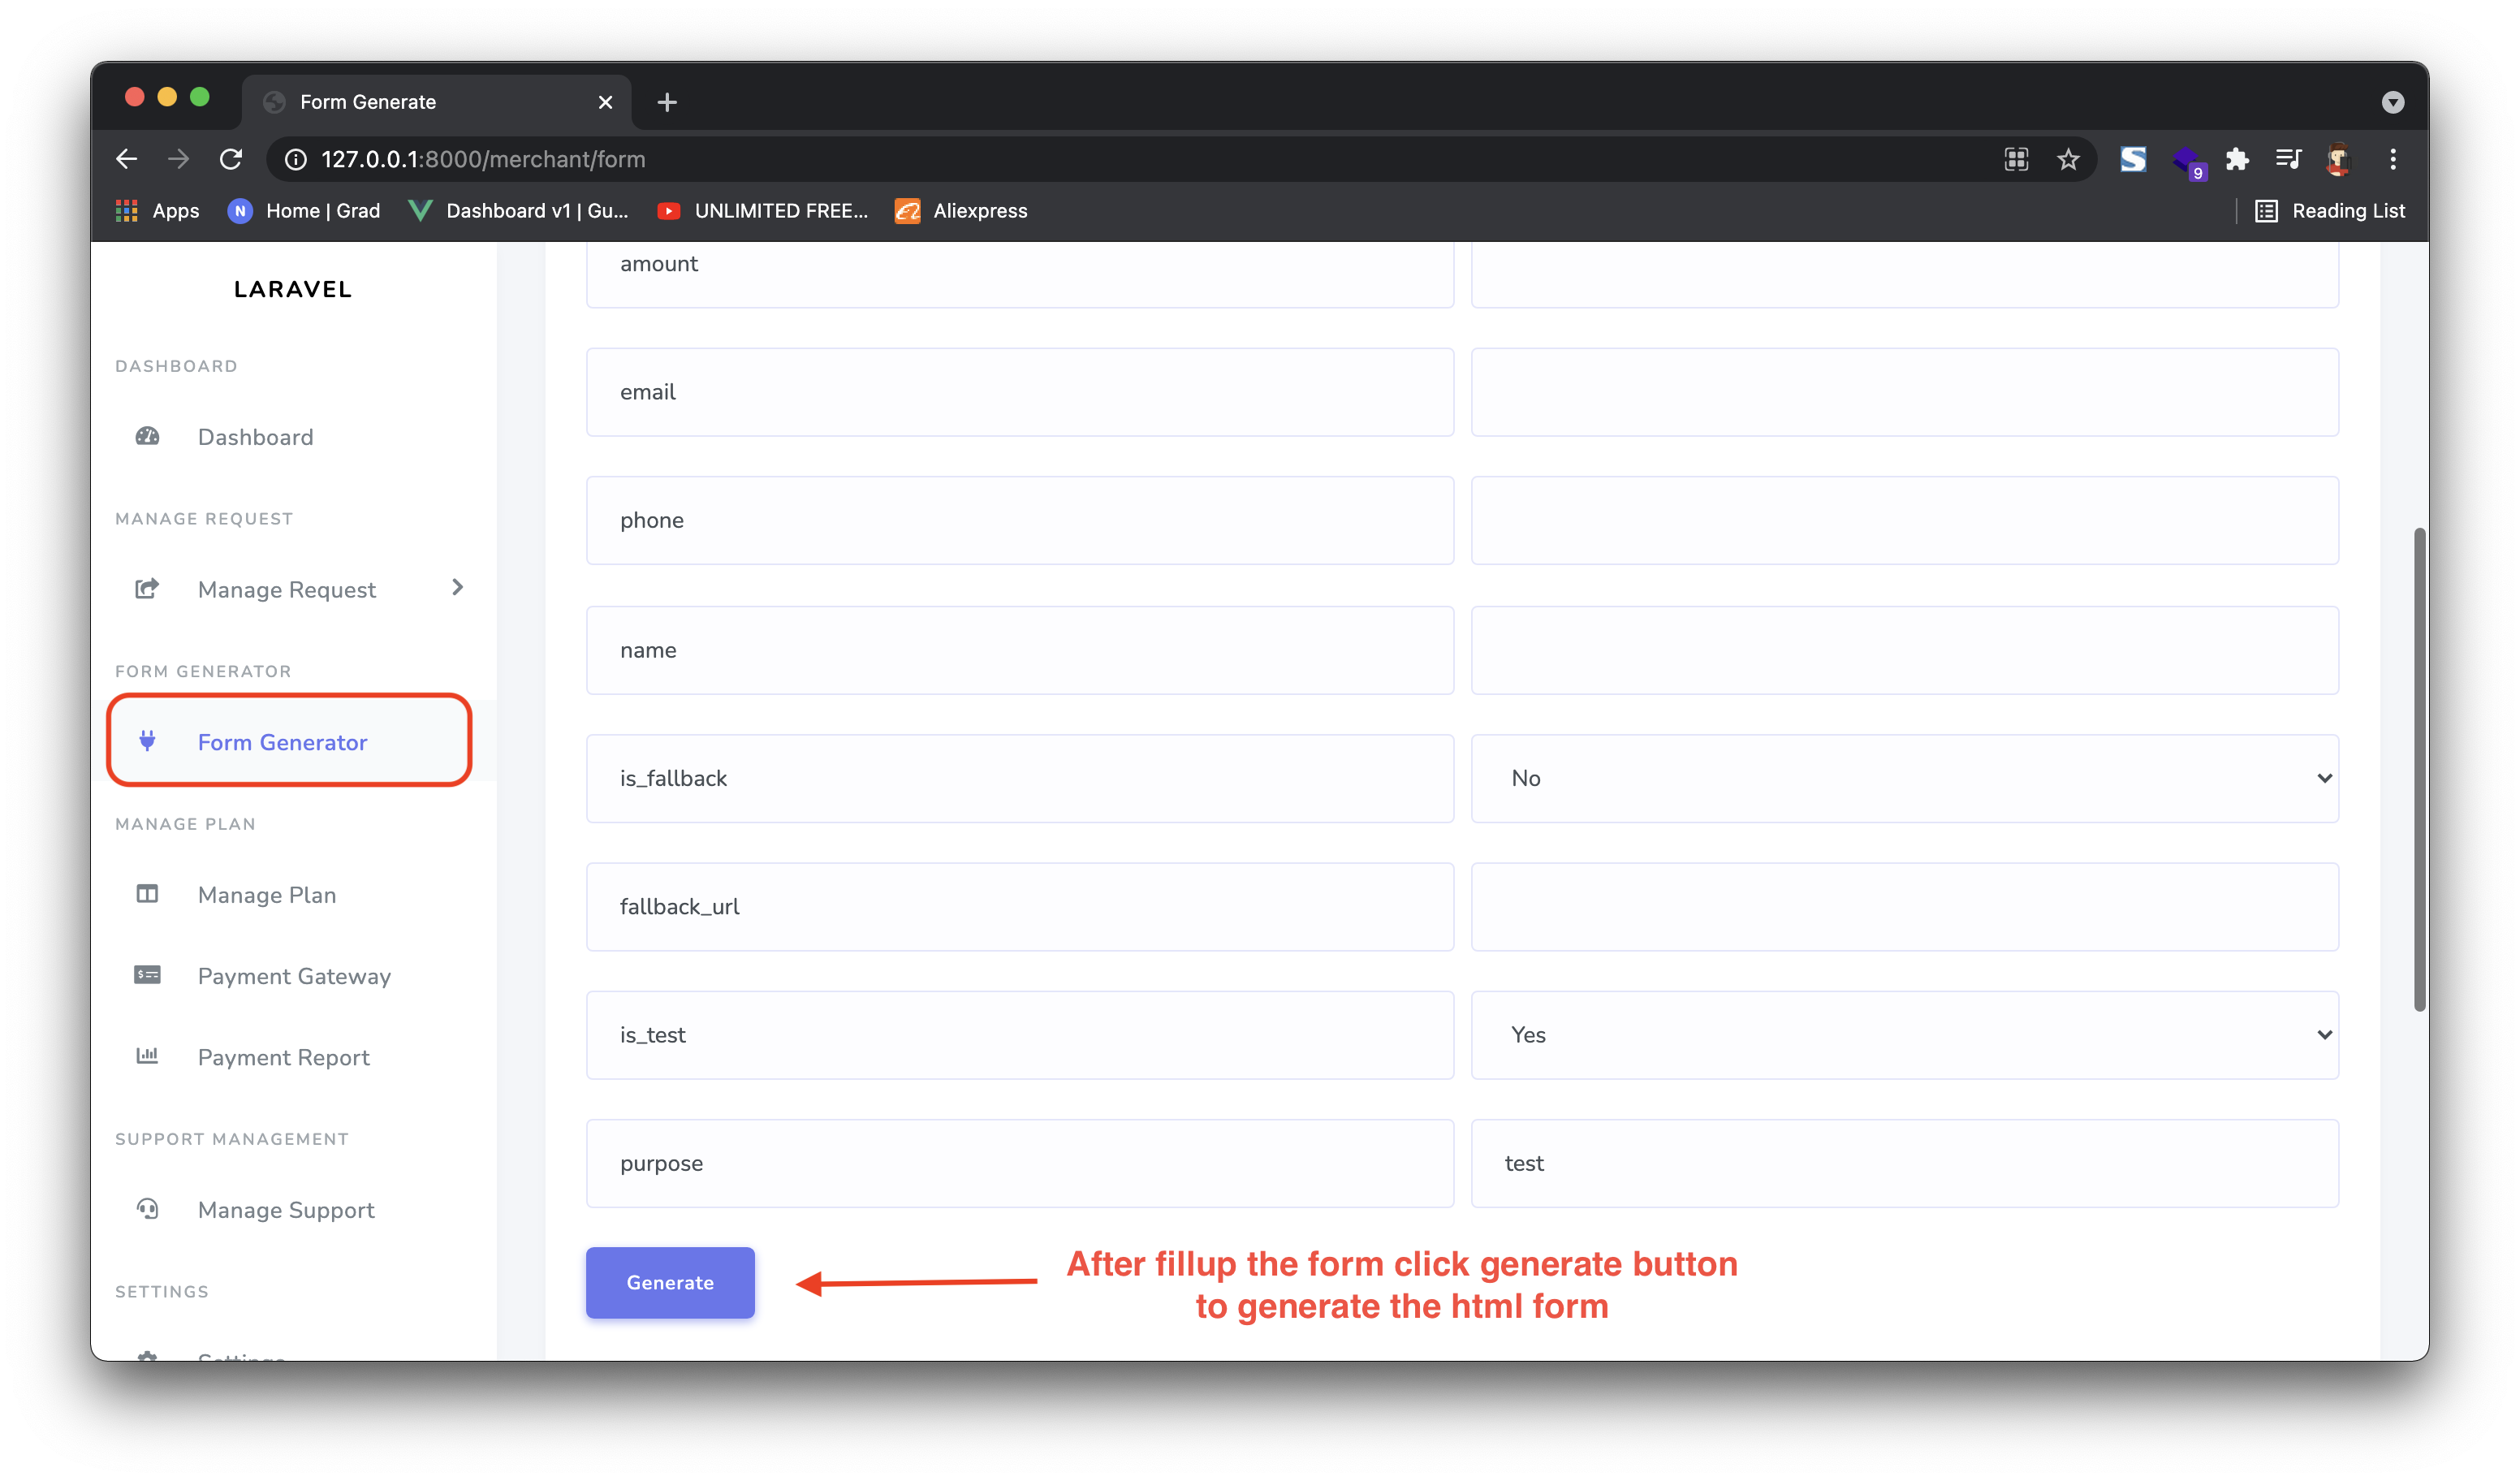 Form Generate
127.0.0.1:8000/merchant/form
9
Apps
N
Home | Grad
Dashboard v1 | Gu...
UNLIMITED FREE...
Aliexpress
Reading List
LARAVEL
DASHBOARD
Dashboard
MANAGE REQUEST
Manage Request
FORM GENERATOR
Form Generator
MANAGE PLAN
Manage Plan
Payment Gateway
Payment Report
SUPPORT MANAGEMENT
Manage Support
SETTINGS
Settings
amount
email
phone
name
is_fallback No
fallback_url
is_test Yes
purpose test
Generate
After fillup the form click generate button
to generate the html form